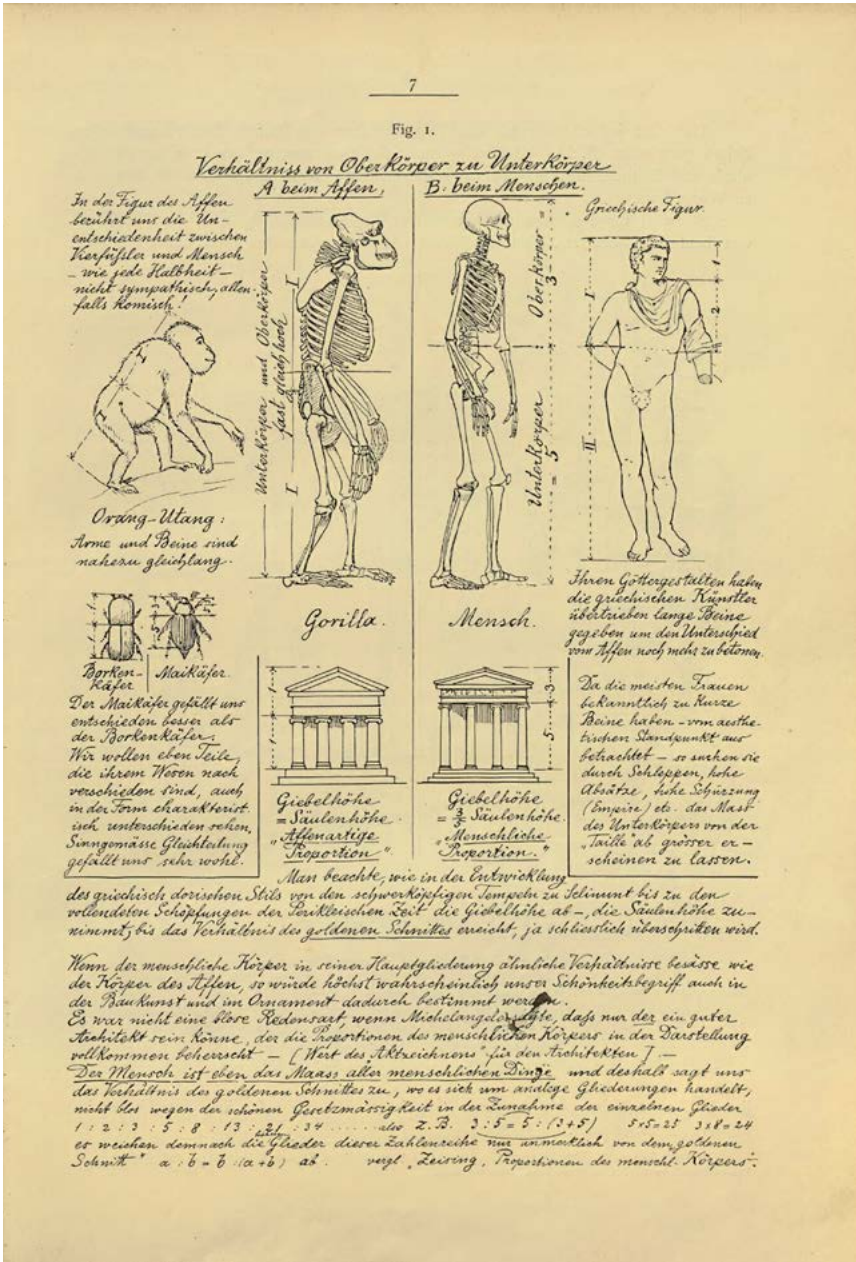 7
Fig. 1.
Verhältniss von Oberkörper zu Unterkörper
A beim Affen,
B: beim Menschen.
In der Figur des Affen
berührt uns die Un-
entschiedenheit zwischen
Vierfüssler und Mensch
- wie jede Halbheit -
nicht sympathisch, allen-
falls komisch!
Orang-Utang:
Arme und Beine sind
nahezu gleichlang.
Unterkörper und Oberkörper
fast gleich hoch
I
I
Gorilla.
Oberkörper =
3
Unterkörper
= 5
Mensch.
Griechische Figur.
1
2
I
II
Ihren Göttergestalten haben
die griechischen Künstler
übertrieben lange Beine
gegeben um den Unterschied
vom Affen noch mehr zu betonen.
Borken-
käfer
Maikäfer.
Der Maikäfer gefällt uns
entschieden besser als
der Borkenkäfer.
Wir wollen eben Teile,
die ihrem Wesen nach
verschieden sind, auch
in der Form charakterist
isch unterschieden sehen,
Sinngemässe Gleichteilung
gefällt uns sehr wohl.
1
1
Giebelhöhe
= Säulenhöhe.
"Affenartige
Proportion".
3
5
Giebelhöhe
= 3/5 Säulenhöhe.
"Menschliche
Proportion."
Da die meisten Frauen
bekanntlich zu kurze
Beine haben - vom aesthe-
tischen Standpunkt aus
betrachtet - so suchen sie
durch Schleppen, hohe
Absätze, hohe Schürzung
(Empire) etc. das Mass
des Unterkörpers von der
Taille ab grösser er-
scheinen zu lassen.
Man beachte, wie in der Entwicklung
des griechisch dorischen Stils von den schwerköpfigen Tempeln zu Selinunt bis zu den
vollendeten Schöpfungen der Perikleischen Zeit die Giebelhöhe ab -, die Säulenhöhe zu-
nimmt, bis das Verhältnis des goldenen Schnittes erreicht, ja schliesslich überschritten wird.
Wenn der menschliche Körper in seiner Hauptgliederung ähnliche Verhältnisse besässe wie
der Körper des Affen, so würde höchst wahrscheinlich unser Schönheitsbegriff auch in
der Baukunst und im Ornament dadurch bestimmt werden.
Es war nicht eine blose Redensart, wenn Michelangelo sagte, dass nur der ein guter
Architekt sein könne, der die Proportionen des menschlichen Körpers in der Darstellung
vollkommen beherrscht - [Wert des "Aktzeichnens" für den Architekten] -
Der Mensch ist eben das Maass aller menschlichen Dinge und deshalb sagt uns
das Verhältnis des goldenen Schnittes zu, wo es sich um analoge Gliederungen handelt,
nicht blos wegen der schönen Gesetzmässigkeit in der Zunahme der einzelnen Glieder
1 : 2 : 3 : 5 : 8 : 13 : 21 : 34 ..... also z.B. 3 : 5 = 5 : (3+5) 5x5=25 3x8=24
es weichen demnach die Glieder dieser Zahlenreihe nur unmerklich von dem "goldenen
Schnitt" a : b = b : (a+b) ab. vergl. "Zeising, Proportionen des menschl. Körpers".